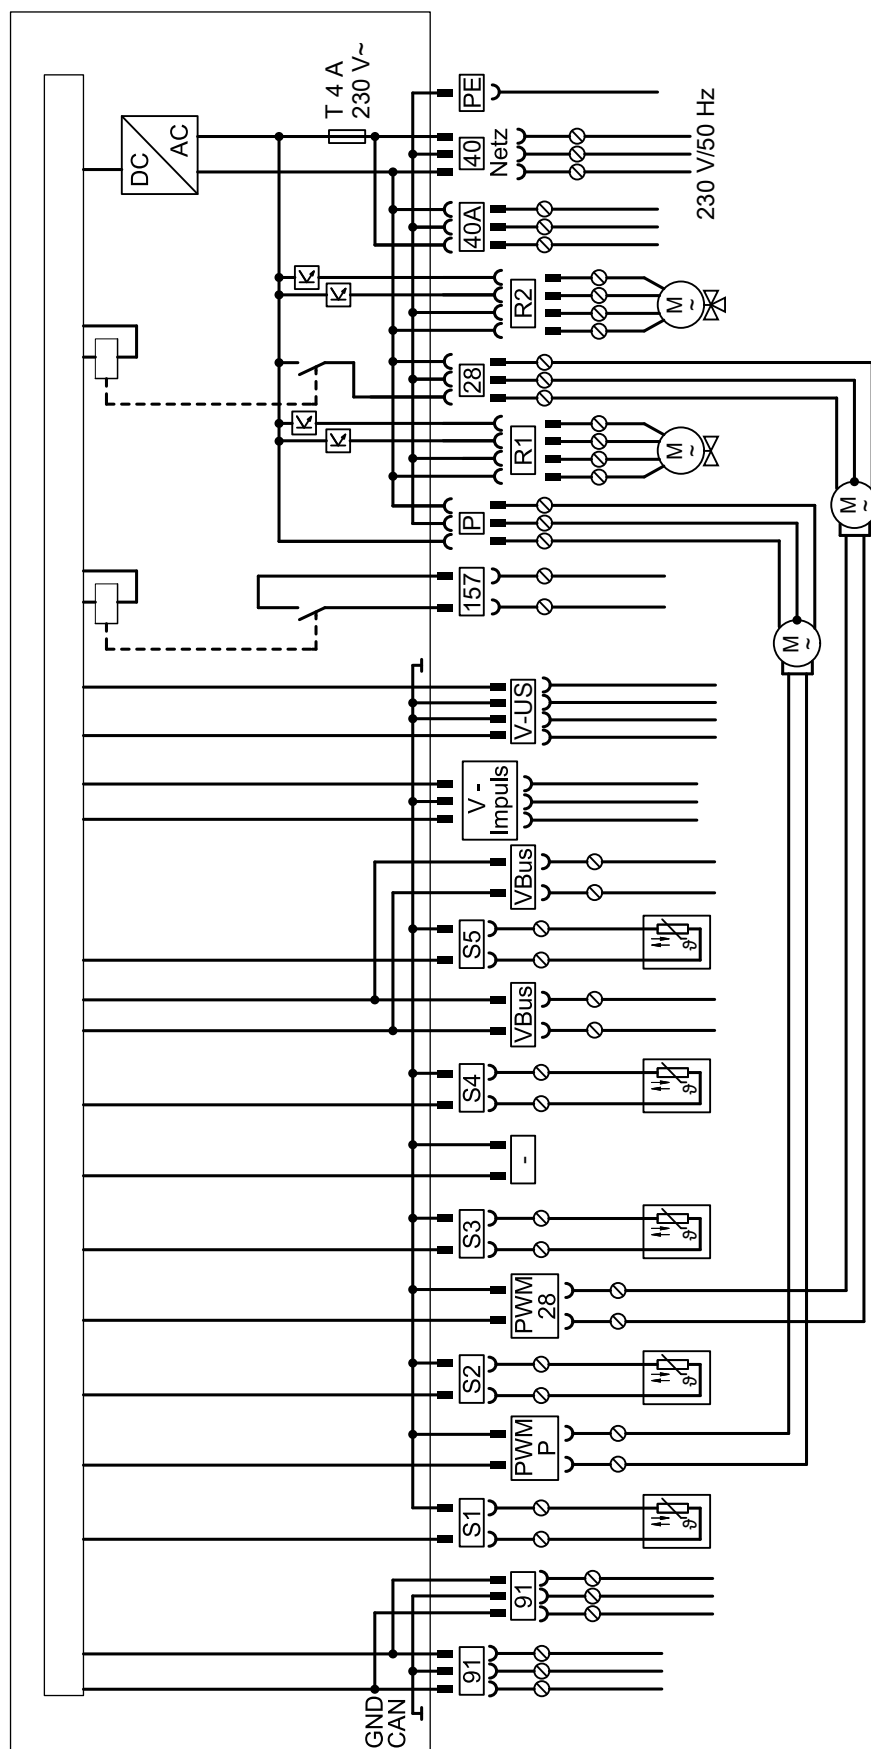 T 4 A
230 V~
DC
AC
PE
40
Netz
230 V/50 Hz
40A
R2
M
~
28
R1
M
~
P
M
~
157
M
~
V-US
V -
Impuls
VBus
S5
ϑ
VBus
S4
ϑ
-
S3
ϑ
PWM
28
S2
ϑ
PWM
P
S1
ϑ
91
91
GND
CAN